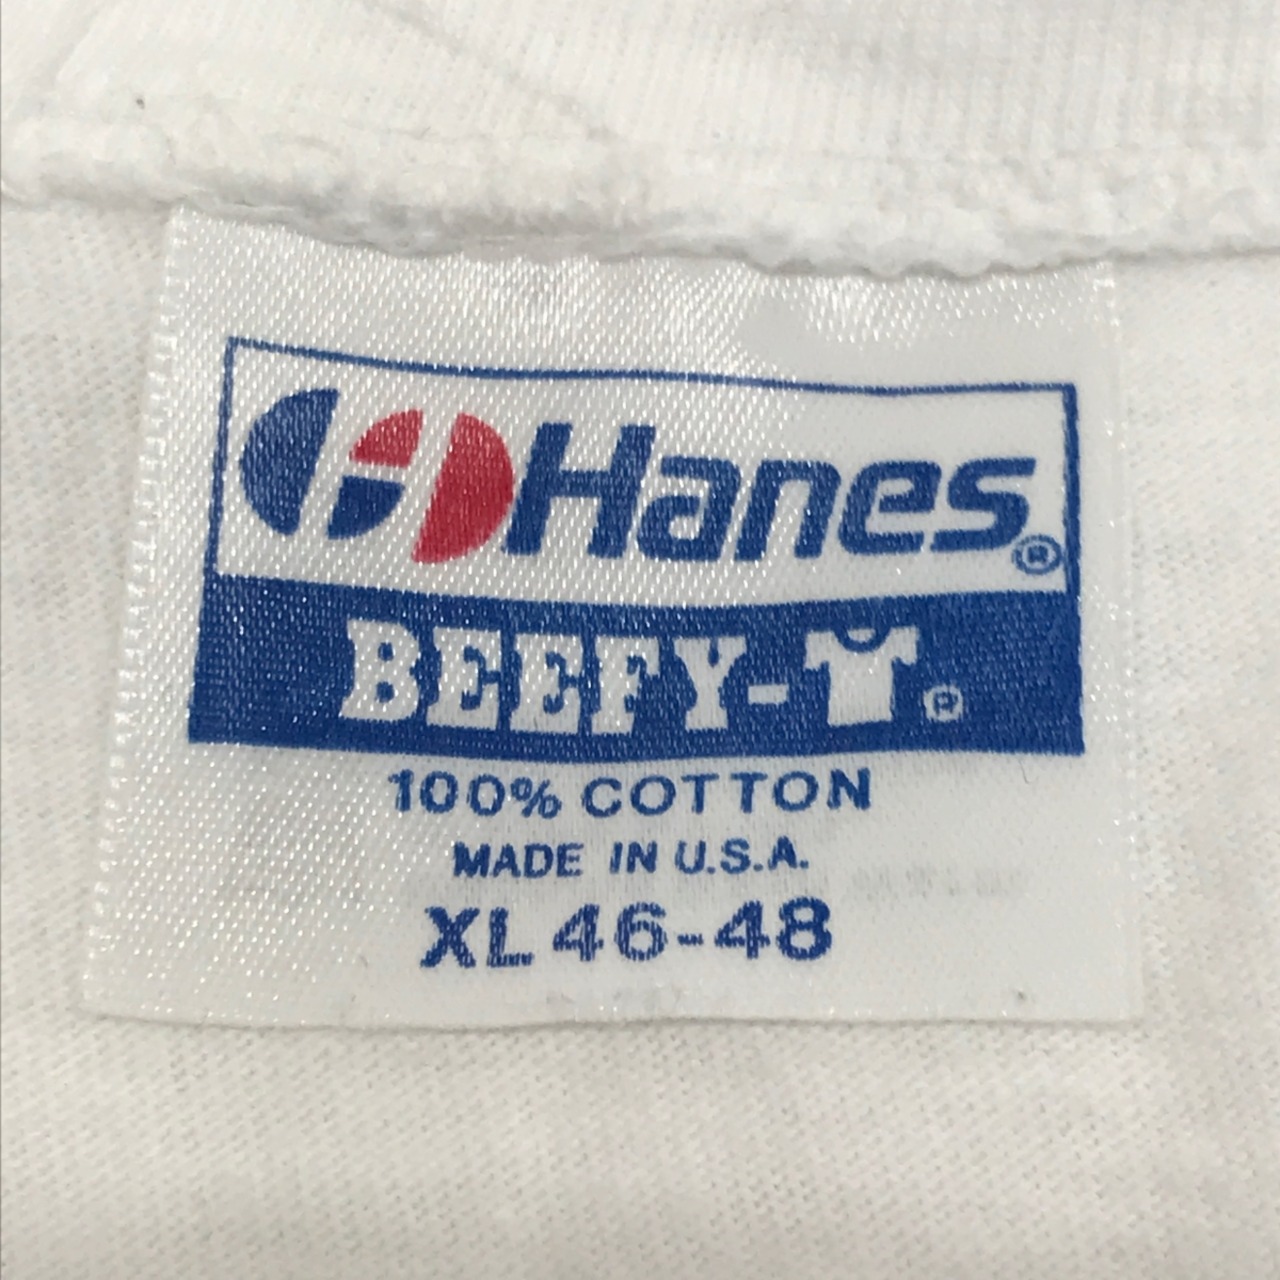 Hanes®
BEEFY-T®
100% COTTON
MADE IN U.S.A.
XL 46-48